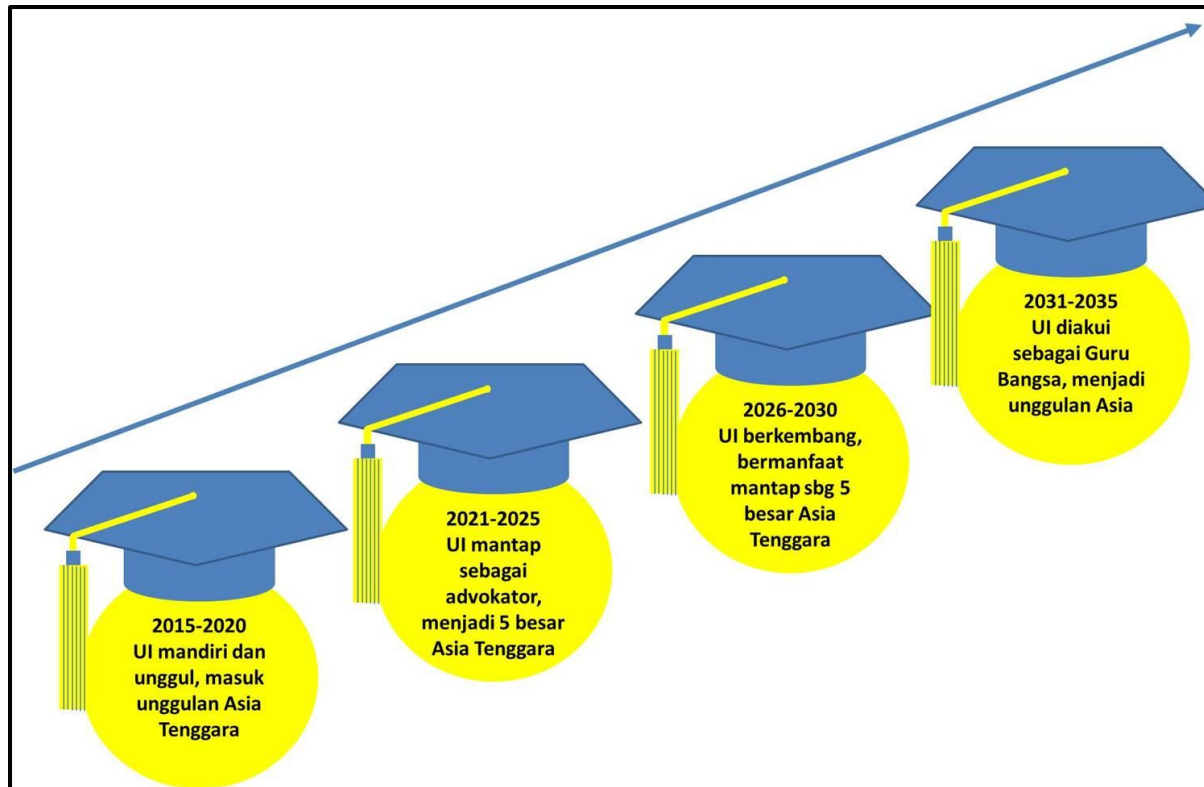 2015-2020
UI mandiri dan
unggul, masuk
unggulan Asia
Tenggara
2021-2025
UI mantap
sebagai
advokator,
menjadi 5 besar
Asia Tenggara
2026-2030
UI berkembang,
bermanfaat
mantap sbg 5
besar Asia
Tenggara
2031-2035
UI diakui
sebagai Guru
Bangsa, menjadi
unggulan Asia